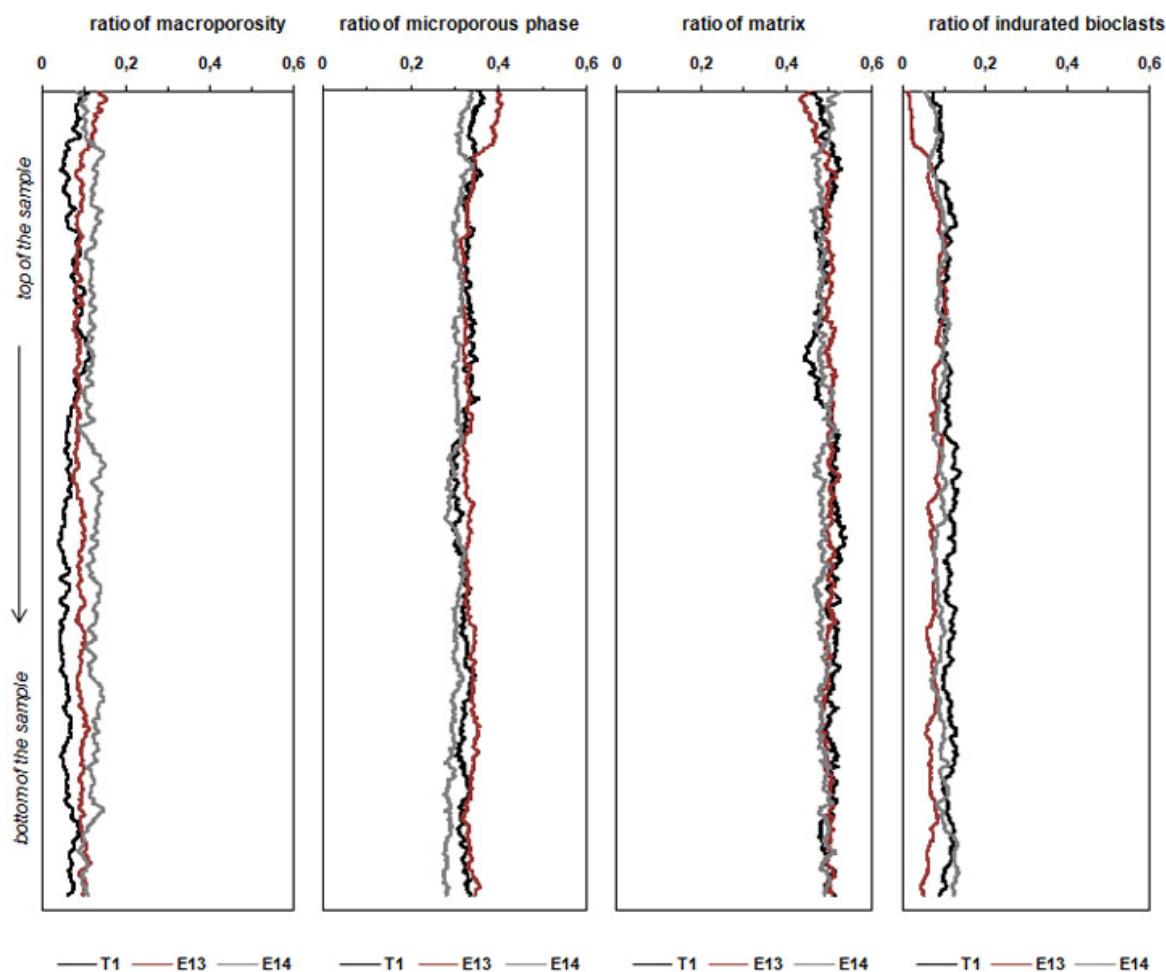 ratio of macroporosity ratio of microporous phase ratio of matrix ratio of indurated bioclasts
0 0,2 0,4 0,6 0 0,2 0,4 0,6 0 0,2 0,4 0,6 0 0,2 0,4 0,6
top of the sample
bottom of the sample
T1 E13 E14 T1 E13 E14 T1 E13 E14 T1 E13 E14